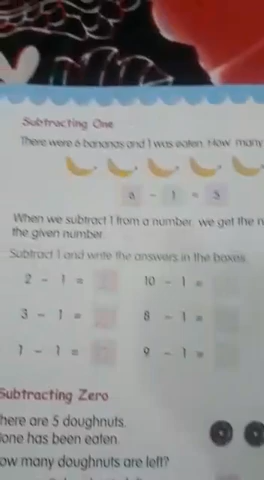 Subtracting One
There were 6 bananas and 1 was eaten. How many
6 - 1 = 5
When we subtract 1 from a number, we get the n
the given number.
Subtract 1 and write the answers in the boxes.
2 - 1 = 10 - 1 =
3 - 1 = 8 - 1 =
1 - 1 = 9 - 1 =
Subtracting Zero
here are 5 doughnuts.
one has been eaten.
ow many doughnuts are left?